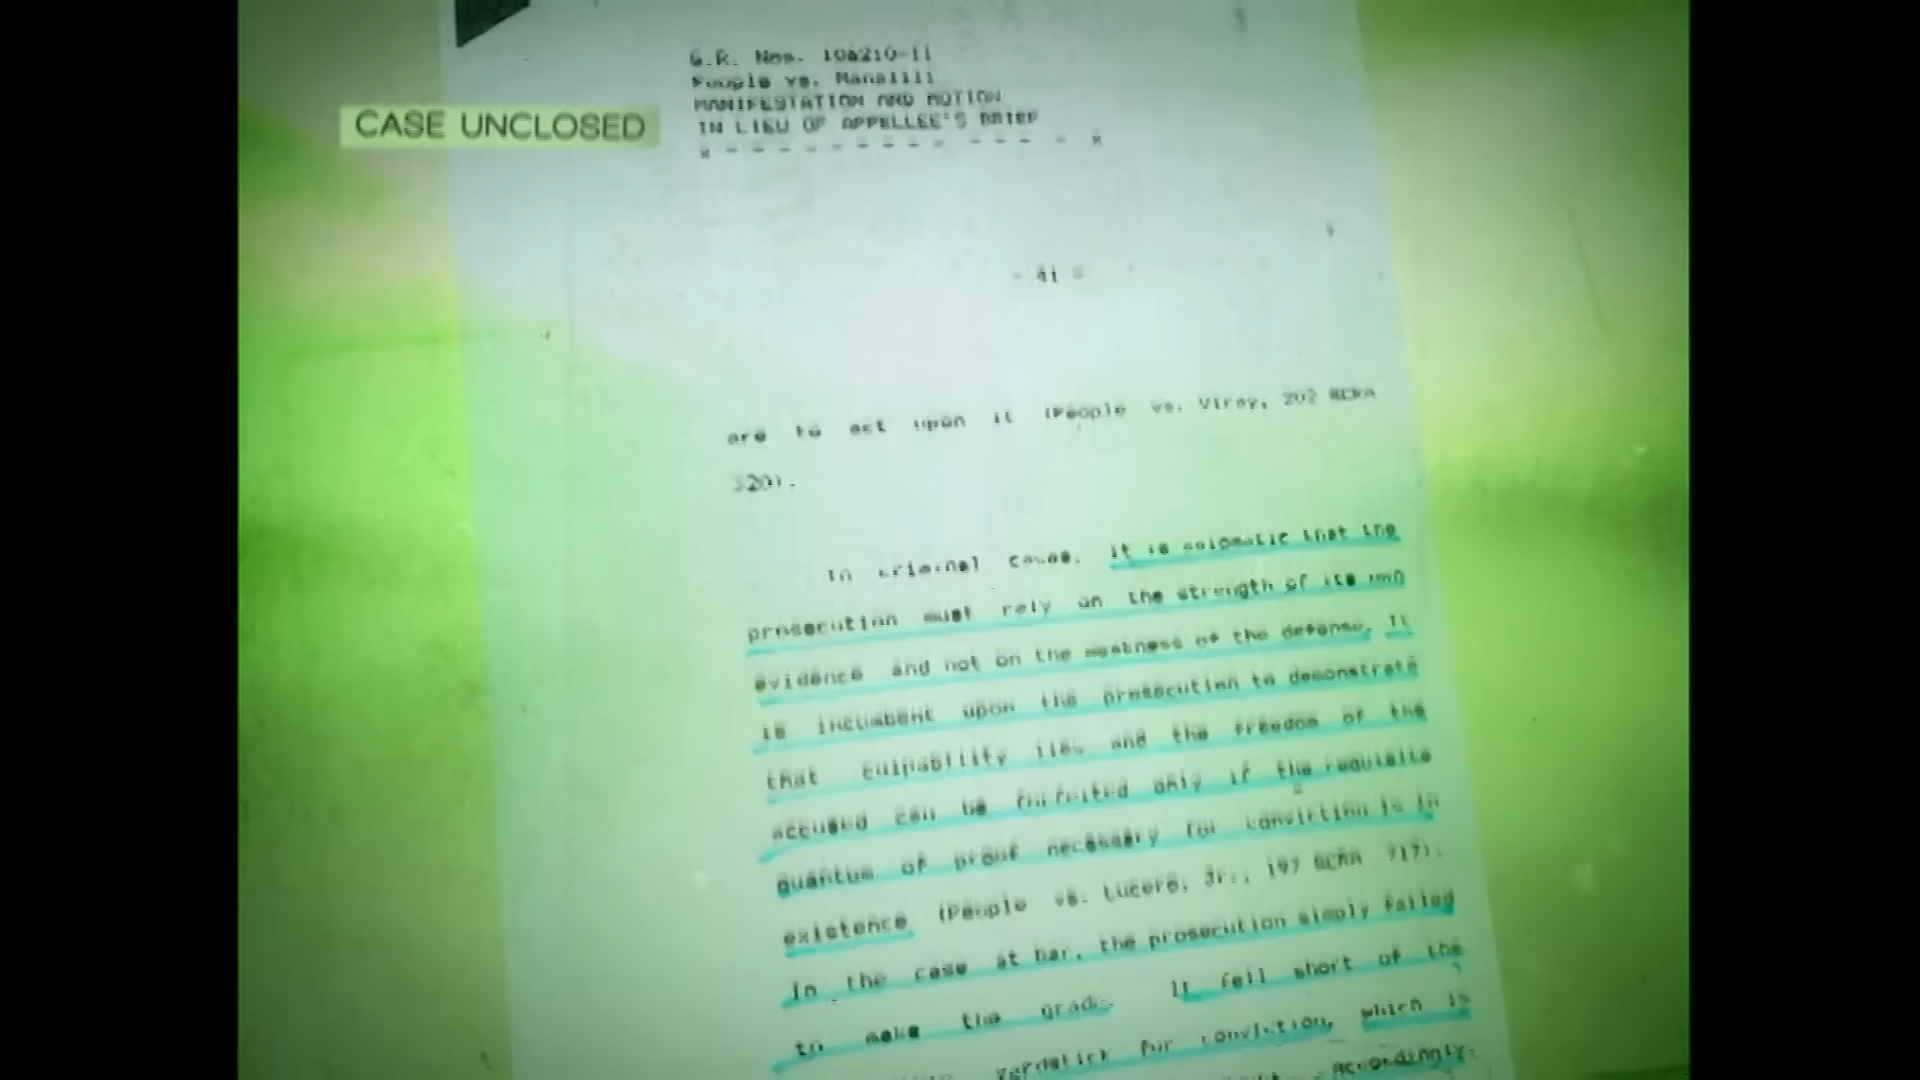 CASE UNCLOSED
G.R. Nos. 106210-11
People vs. Manalili
MANIFESTATION AND MOTION
IN LIEU OF APPELLEE'S BRIEF
x - - - - - - - - - - - - - x
- 41 -
are to act upon it (People vs. Viray, 202 SCRA
320).
In criminal cases, it is axiomatic that the
prosecution must rely on the strength of its own
evidence and not on the weakness of the defense. It
is incumbent upon the prosecution to demonstrate
that culpability lies and the freedom of the
accused can be forfeited only if the requisite
quantum of proof necessary for conviction is in
existence (People vs. Lucero, Jr., 197 SCRA 717).
In the case at bar, the prosecution simply failed
to make the grade. It fell short of the
yardstick for conviction, which is
accordingly.